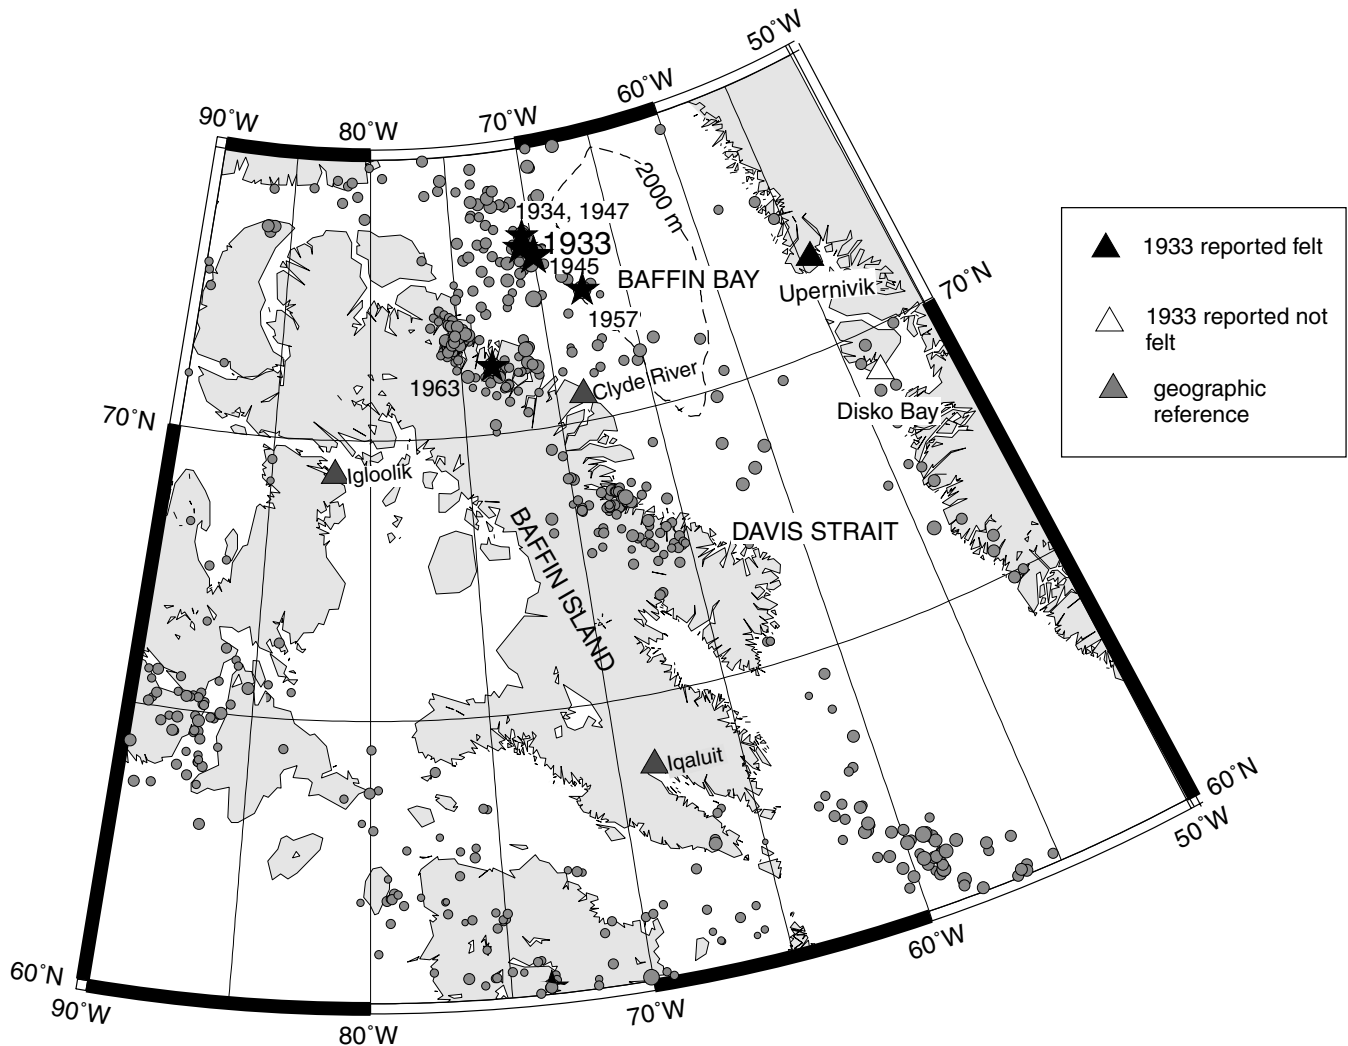 50°W
60°W
70°W
80°W
90°W
2000 m
1934, 1947
1933
1945
BAFFIN BAY
1957
Upernivik
70°N
1933 reported felt
1933 reported not
felt
geographic
reference
1963
Clyde River
Disko Bay
70°N
Igloolik
BAFFIN ISLAND
DAVIS STRAIT
Iqaluit
60°N
50°W
60°W
60°N
90°W
80°W
70°W